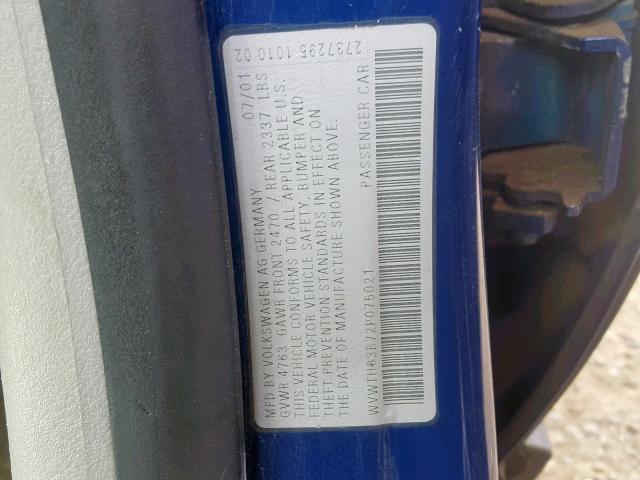 MFD BY VOLKSWAGEN AG GERMANY 07/01
GVWR 4763 GAWR FRONT 2470 / REAR 2337 LBS
THIS VEHICLE CONFORMS TO ALL APPLICABLE U.S.
FEDERAL MOTOR VEHICLE SAFETY, BUMPER AND
THEFT PREVENTION STANDARDS IN EFFECT ON
THE DATE OF MANUFACTURE SHOWN ABOVE.
WVWTH63B72P075021 PASSENGER CAR
2737295 1010 02